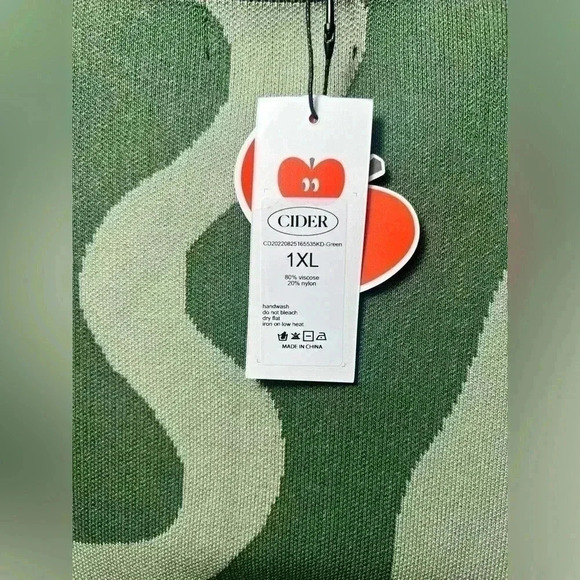 CIDER
CD20220825165535KD-Green
1XL
80% viscose
20% nylon
handwash
do not bleach
dry flat
iron on low heat
MADE IN CHINA